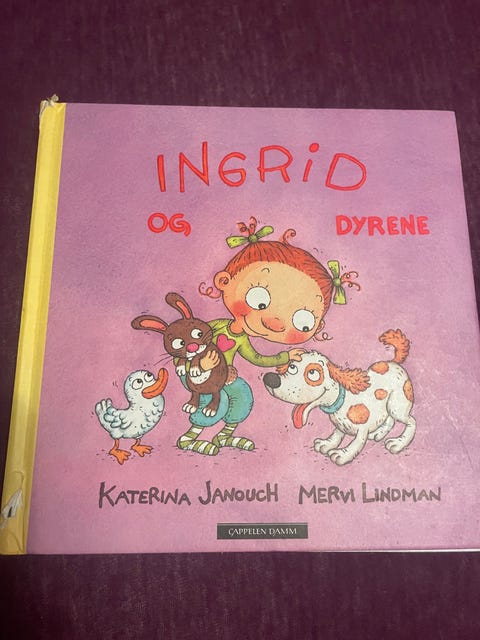 INGRiD
OG DYRENE
KATERINA JANOUCH MERVI LINDMAN
CAPPELEN DAMM